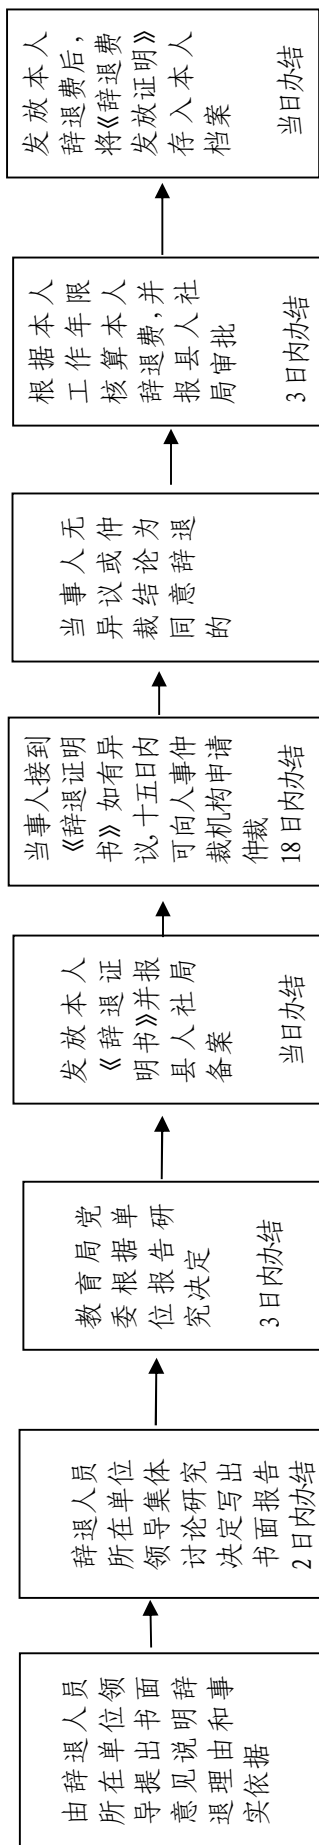 由辞退人员
所在单位领
导提出书面
意见说明辞
退理由和事
实依据
辞退人员
所在单位
领导集体
讨论研究
决定写出
书面报告
2日内办结
教育局党
委根据单
位报告研
究决定
3日内办结
发放本人
《辞退证
明书》并报
县人社局
备案
当日办结
当事人接到
《辞退证明
书》如有异
议,十五日内
可向人事仲
裁机构申请
仲裁
18日内办结
当事人无
异议或仲
裁结论为
同意辞退
的
根据本人
工作年限
核算本人
辞退费,并
报县人社
局审批
3日内办结
发放本人
辞退费后,
将《辞退费
发放证明》
存入本人
档案
当日办结